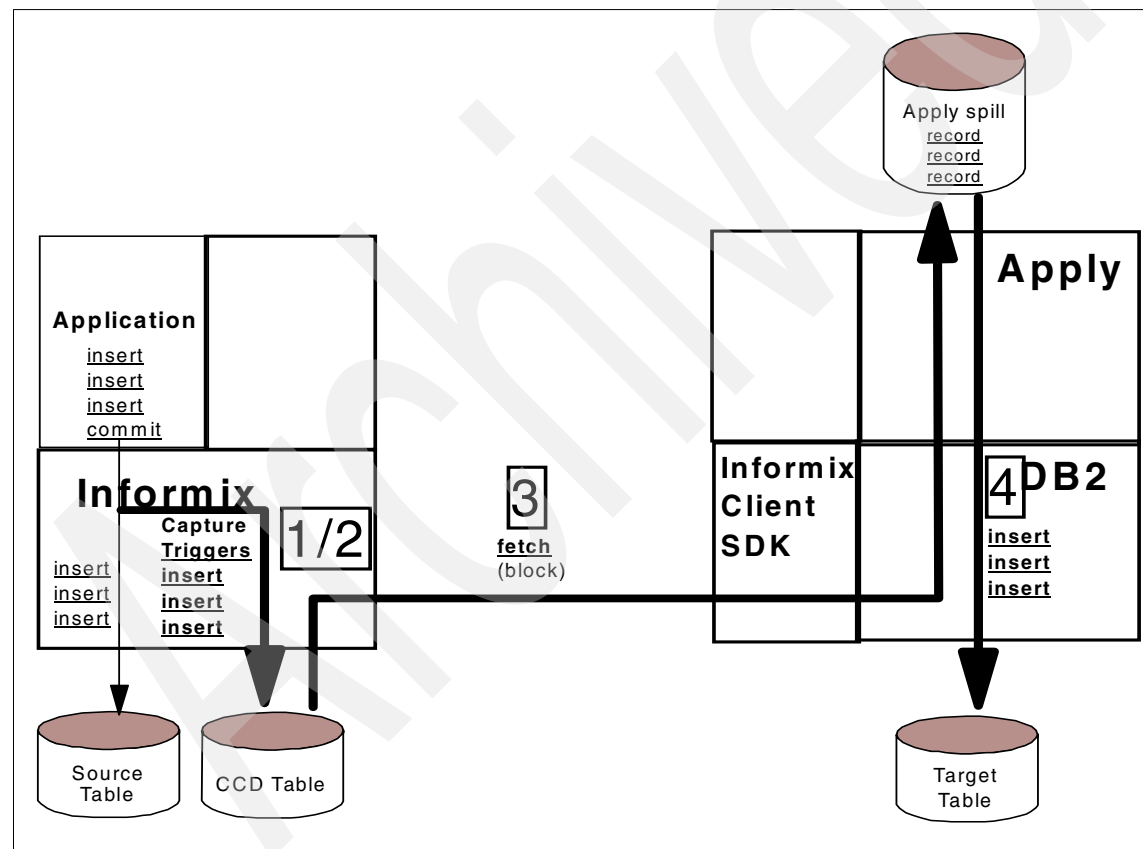 Apply spill
record
record
record
Apply
Application
insert
insert
insert
commit
Informix
Capture
Triggers
insert
insert
insert
insert
insert
insert
1/2
3
fetch
(block)
Informix
Client
SDK
4
DB2
insert
insert
insert
Source
Table
CCD Table
Target
Table
Archived